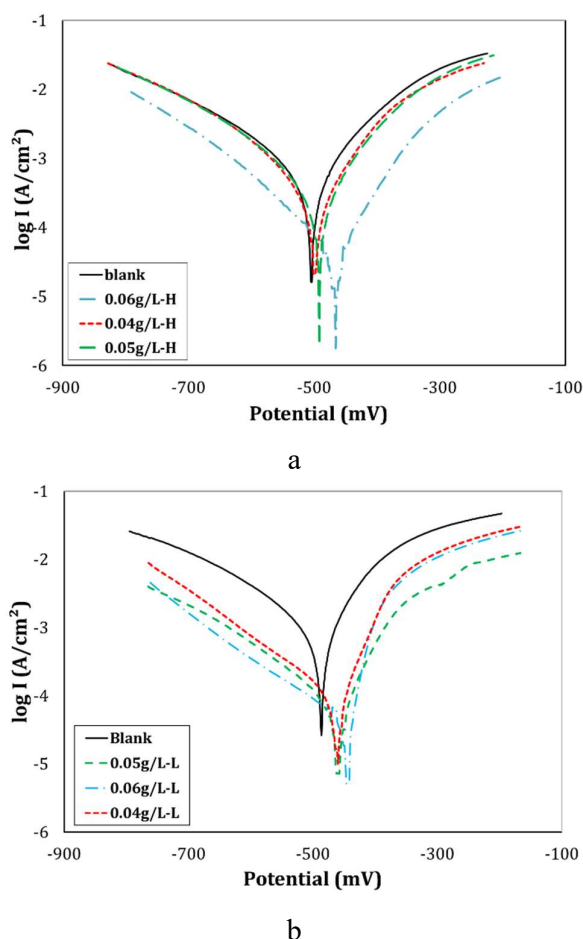 -1
-2
-3
-4
-5
-6
log I (A/cm²)
blank
0.06g/L-H
0.04g/L-H
0.05g/L-H
-900 -700 -500 -300 -100
Potential (mV)
a
-1
-2
-3
-4
-5
-6
log I (A/cm²)
Blank
0.05g/L-L
0.06g/L-L
0.04g/L-L
-900 -700 -500 -300 -100
Potential (mV)
b